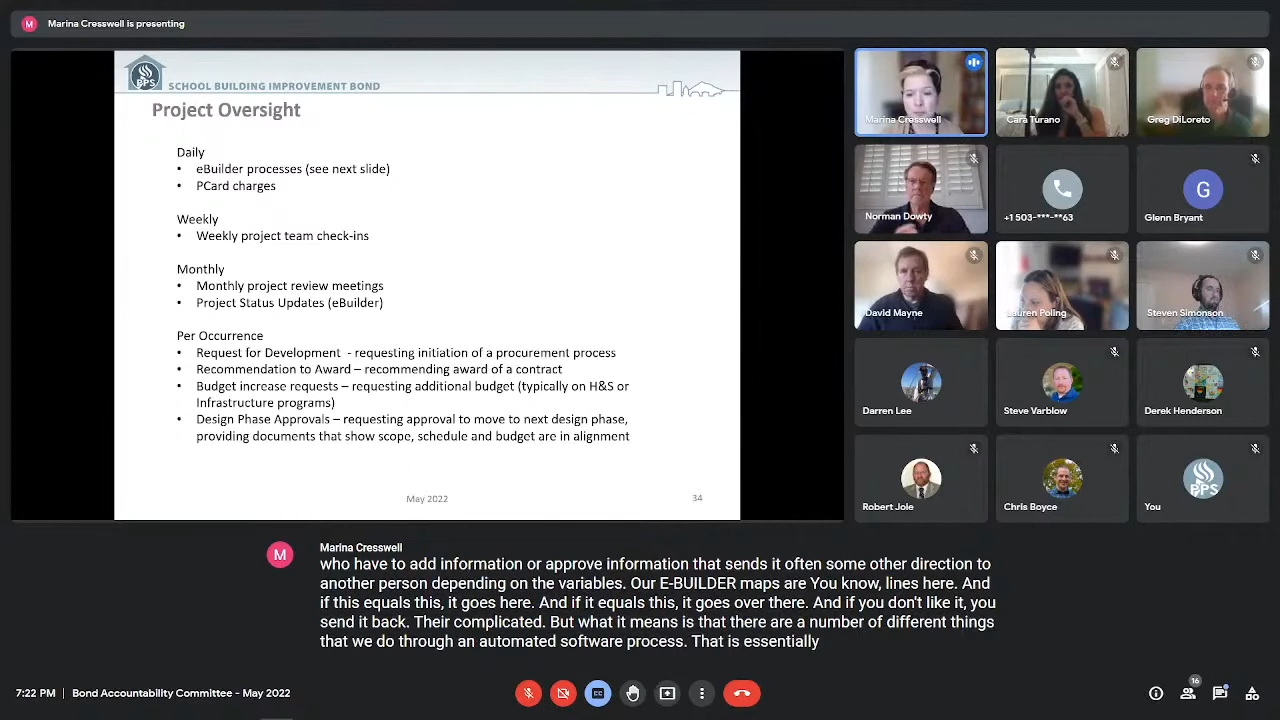 M Marina Cresswell is presenting
PPS
SCHOOL BUILDING IMPROVEMENT BOND
Project Oversight
Daily
• eBuilder processes (see next slide)
• PCard charges
Weekly
• Weekly project team check-ins
Monthly
• Monthly project review meetings
• Project Status Updates (eBuilder)
Per Occurrence
• Request for Development - requesting initiation of a procurement process
• Recommendation to Award – recommending award of a contract
• Budget increase requests – requesting additional budget (typically on H&S or
Infrastructure programs)
• Design Phase Approvals – requesting approval to move to next design phase,
providing documents that show scope, schedule and budget are in alignment
May 2022
34
Marina Cresswell
Cara Turano
Greg DiLoreto
Norman Dowty
+1 503-***-**63
G
Glenn Bryant
David Mayne
Lauren Poling
Steven Simonson
Darren Lee
Steve Varblow
Derek Henderson
Robert Jole
Chris Boyce
PPS
You
M
Marina Cresswell
who have to add information or approve information that sends it often some other direction to
another person depending on the variables. Our E-BUILDER maps are You know, lines here. And
if this equals this, it goes here. And if it equals this, it goes over there. And if you don't like it, you
send it back. Their complicated. But what it means is that there are a number of different things
that we do through an automated software process. That is essentially
7:22 PM | Bond Accountability Committee - May 2022
CC
16